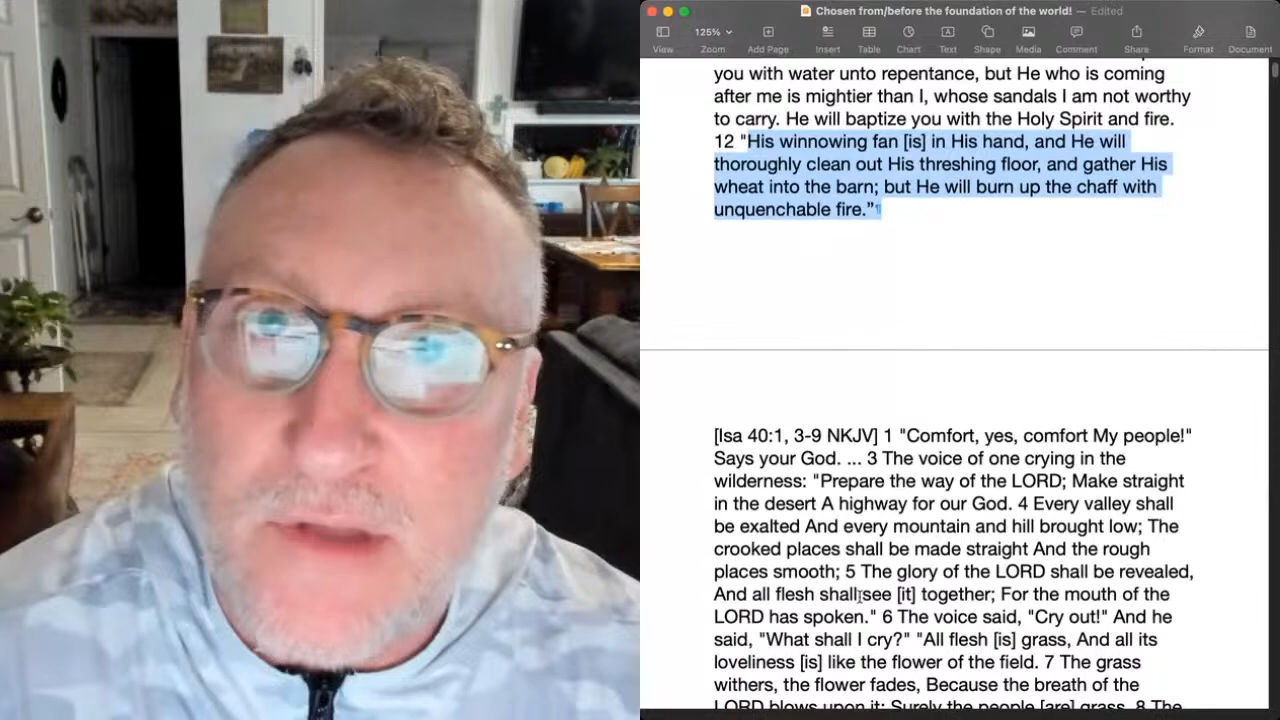 Chosen from/before the foundation of the world! — Edited
125%
View Zoom Add Page Insert Table Chart Text Shape Media Comment Share Format Document
you with water unto repentance, but He who is coming
after me is mightier than I, whose sandals I am not worthy
to carry. He will baptize you with the Holy Spirit and fire.
12 "His winnowing fan [is] in His hand, and He will
thoroughly clean out His threshing floor, and gather His
wheat into the barn; but He will burn up the chaff with
unquenchable fire.”
[Isa 40:1, 3-9 NKJV] 1 "Comfort, yes, comfort My people!"
Says your God. ... 3 The voice of one crying in the
wilderness: "Prepare the way of the LORD; Make straight
in the desert A highway for our God. 4 Every valley shall
be exalted And every mountain and hill brought low; The
crooked places shall be made straight And the rough
places smooth; 5 The glory of the LORD shall be revealed,
And all flesh shall see [it] together; For the mouth of the
LORD has spoken." 6 The voice said, "Cry out!" And he
said, "What shall I cry?" "All flesh [is] grass, And all its
loveliness [is] like the flower of the field. 7 The grass
withers, the flower fades, Because the breath of the
LORD blows upon it; Surely the people [are] grass. 8 The